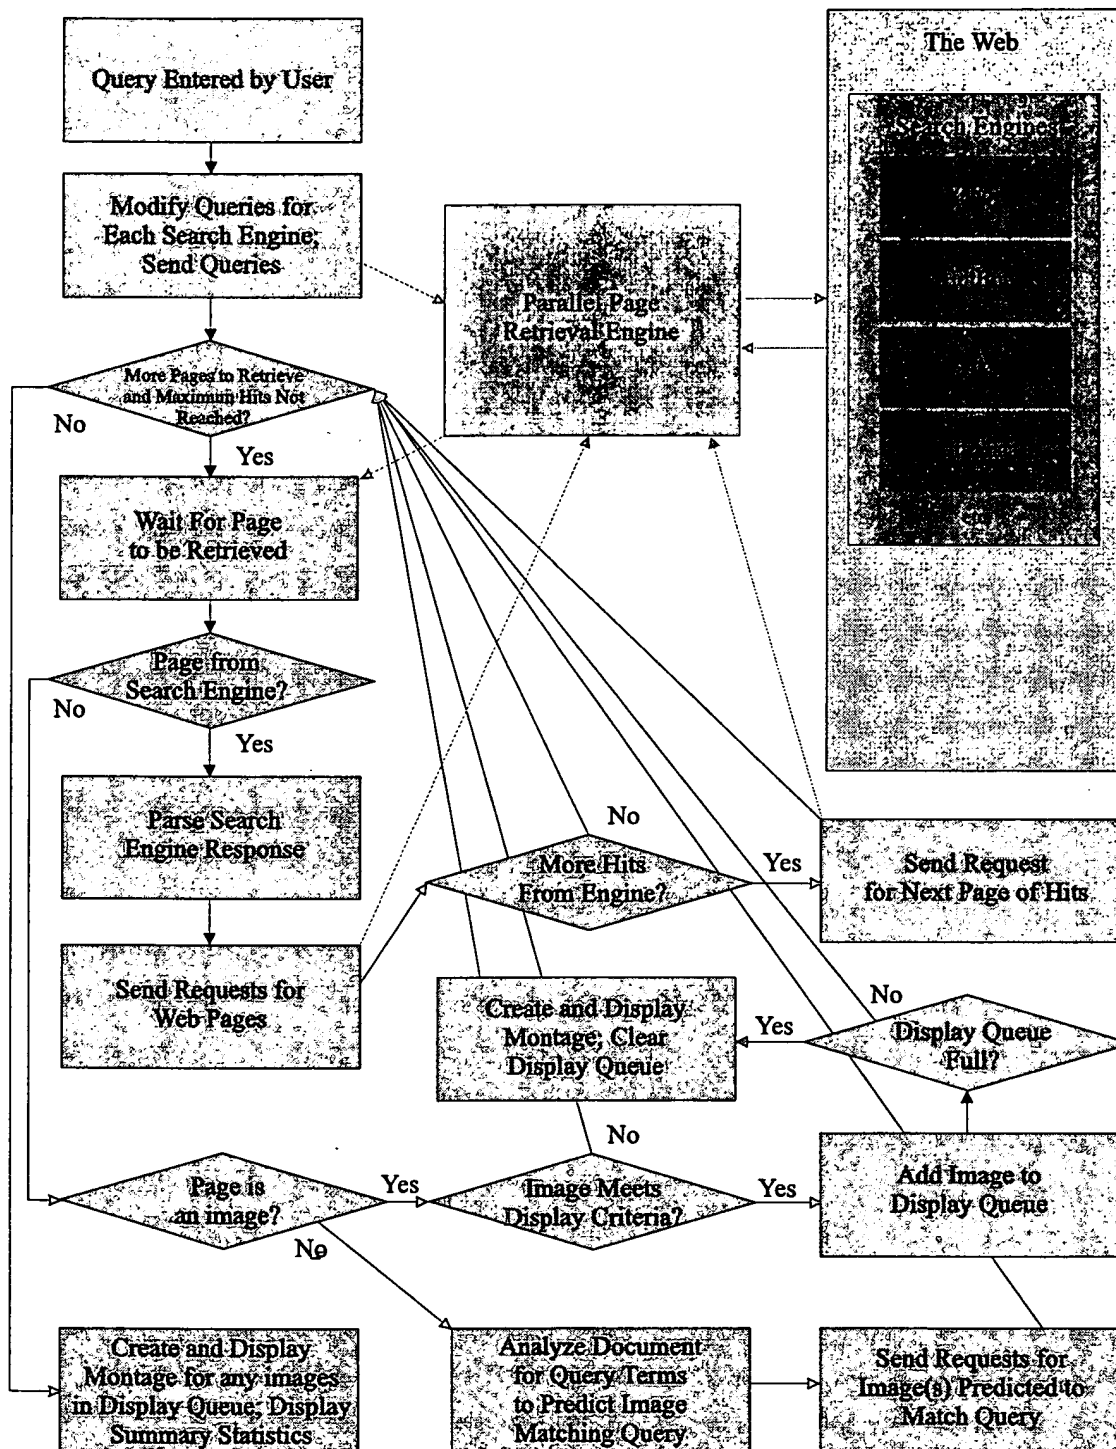 Query Entered by User
The Web
Search Engines
Modify Queries for
Each Search Engine;
Send Queries
Parallel Page
Retrieval Engine
More Pages to Retrieve
and Maximum Hits Not
Reached?
No
Yes
Wait For Page
to be Retrieved
Page from
Search Engine?
No
Yes
Parse Search
Engine Response
No
More Hits
From Engine?
Yes
Send Request
for Next Page of Hits
Send Requests for
Web Pages
Create and Display
Montage; Clear
Display Queue
Yes
No
Display Queue
Full?
Page is
an image?
Yes
No
No
Image Meets
Display Criteria?
Yes
Add Image to
Display Queue
Create and Display
Montage for any images
in Display Queue; Display
Summary Statistics
Analyze Document
for Query Terms
to Predict Image
Matching Query
Send Requests for
Image(s) Predicted to
Match Query